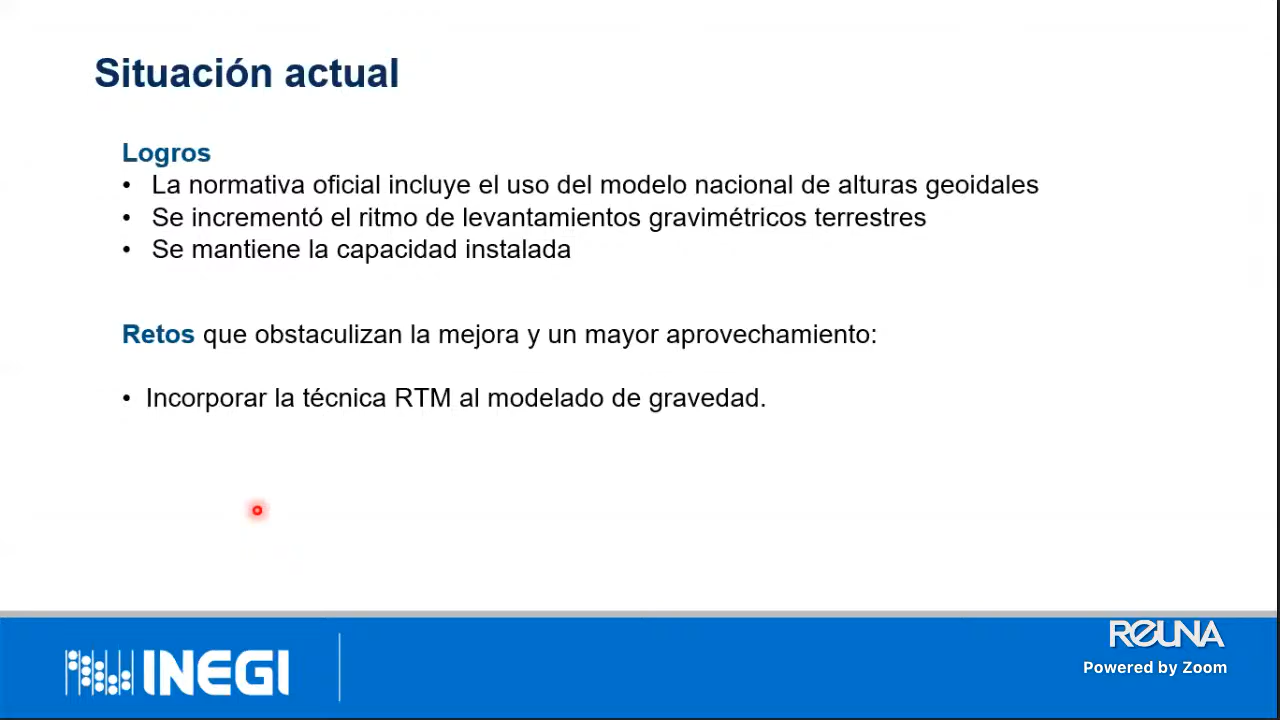 Situación actual
Logros
• La normativa oficial incluye el uso del modelo nacional de alturas geoidales
• Se incrementó el ritmo de levantamientos gravimétricos terrestres
• Se mantiene la capacidad instalada
Retos que obstaculizan la mejora y un mayor aprovechamiento:
• Incorporar la técnica RTM al modelado de gravedad.
INEGI
REUNA
Powered by Zoom